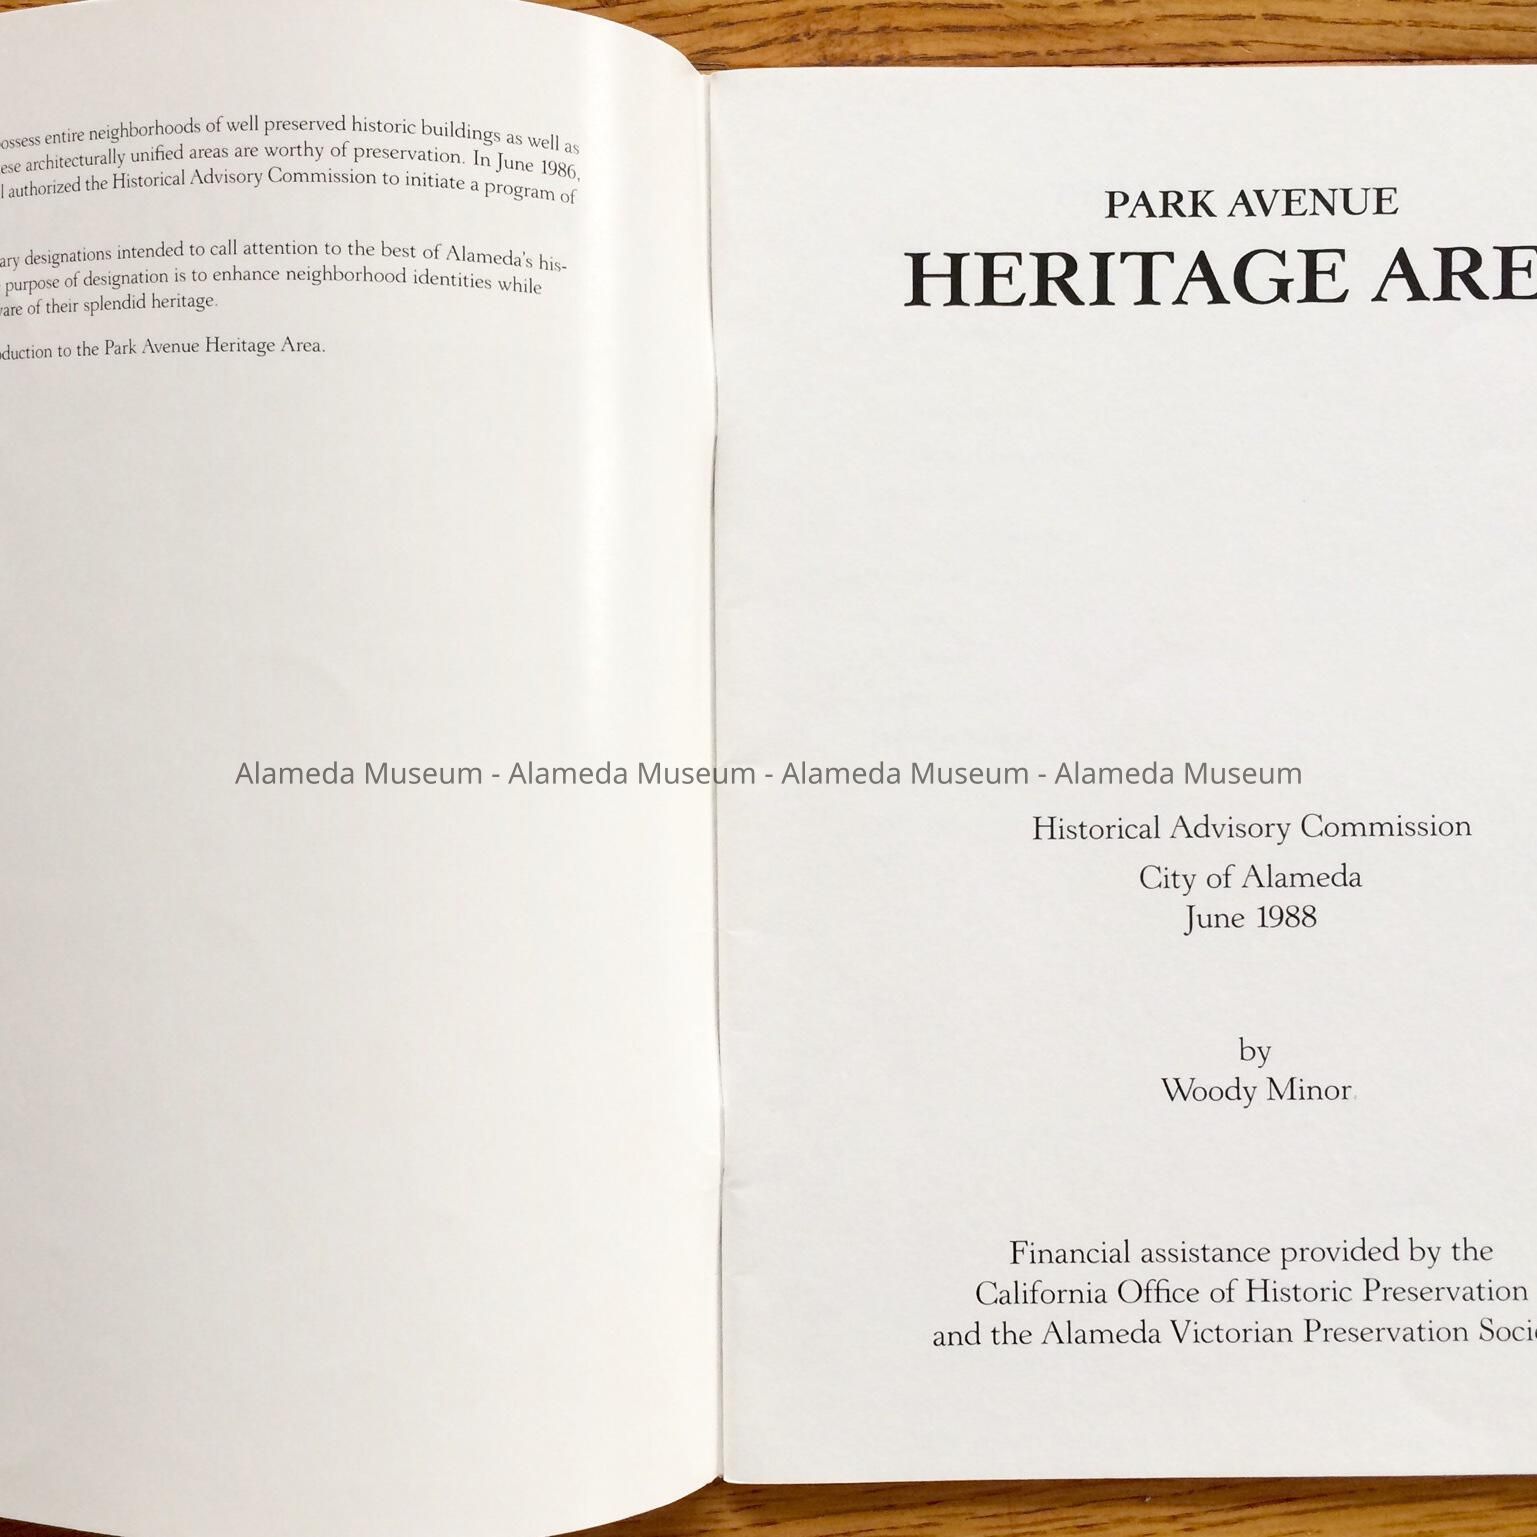 ossess entire neighborhoods of well preserved historic buildings as well as
ese architecturally unified areas are worthy of preservation. In June 1986,
l authorized the Historical Advisory Commission to initiate a program of
ary designations intended to call attention to the best of Alameda's his-
purpose of designation is to enhance neighborhood identities while
are of their splendid heritage.
duction to the Park Avenue Heritage Area.
PARK AVENUE
HERITAGE ARE
Alameda Museum - Alameda Museum - Alameda Museum - Alameda Museum
Historical Advisory Commission
City of Alameda
June 1988
by
Woody Minor
Financial assistance provided by the
California Office of Historic Preservation
and the Alameda Victorian Preservation Soci